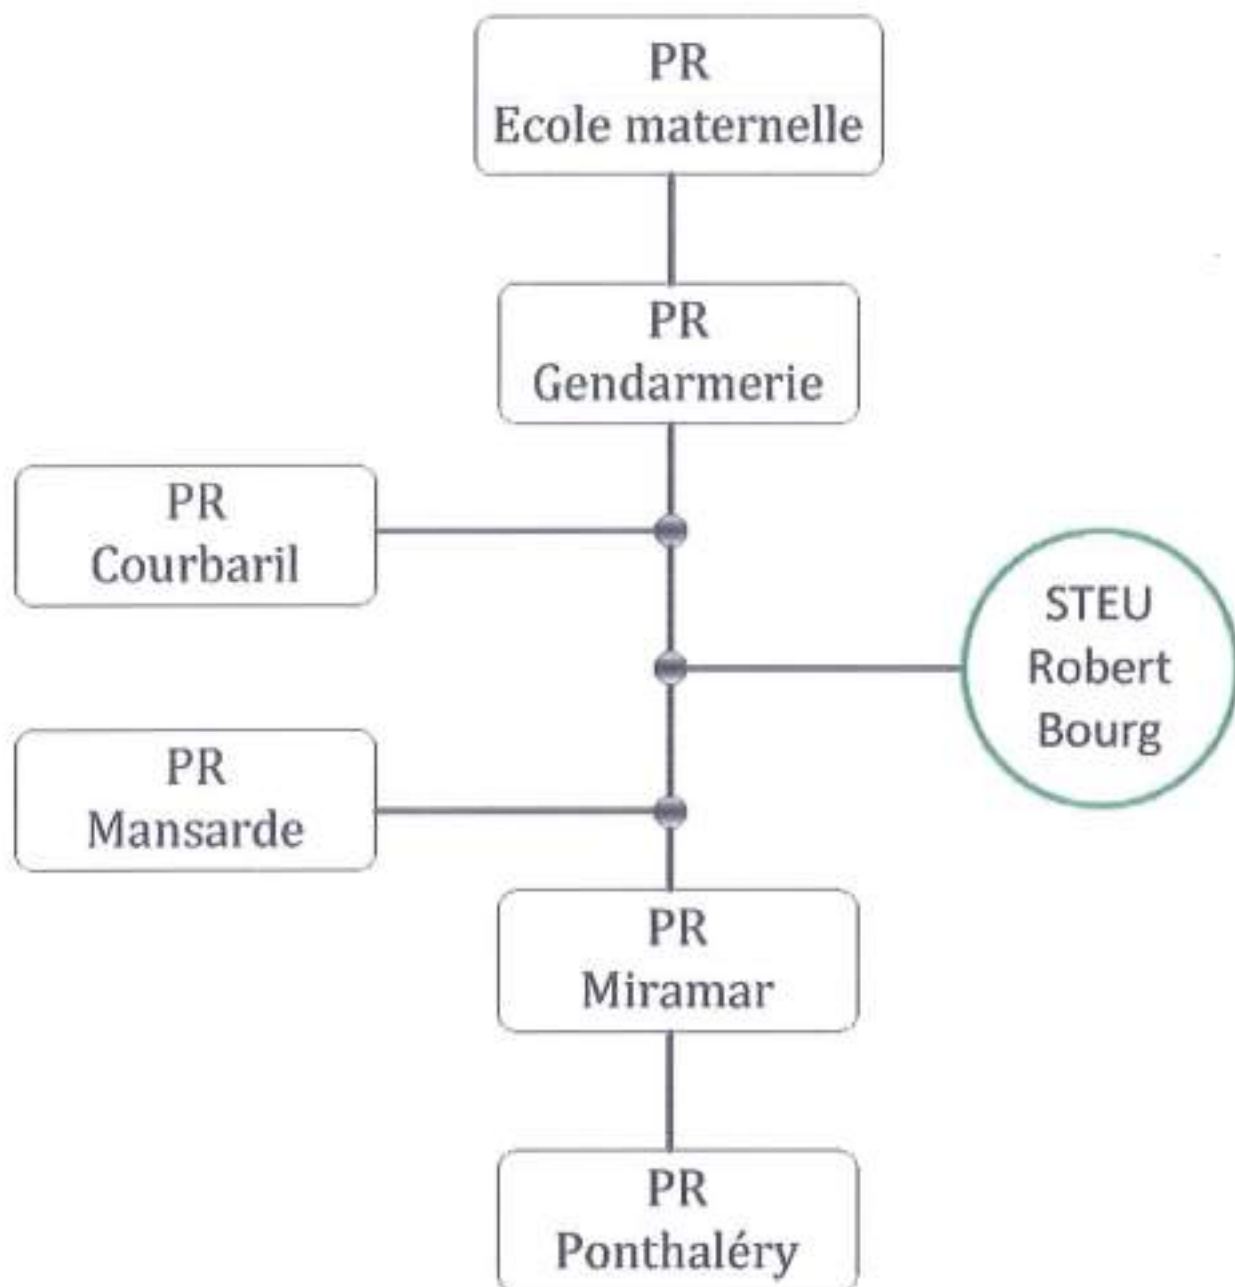 PR
Ecole maternelle
PR
Gendarmerie
PR
Courbaril
STEU
Robert
Bourg
PR
Mansarde
PR
Miramar
PR
Ponthaléry